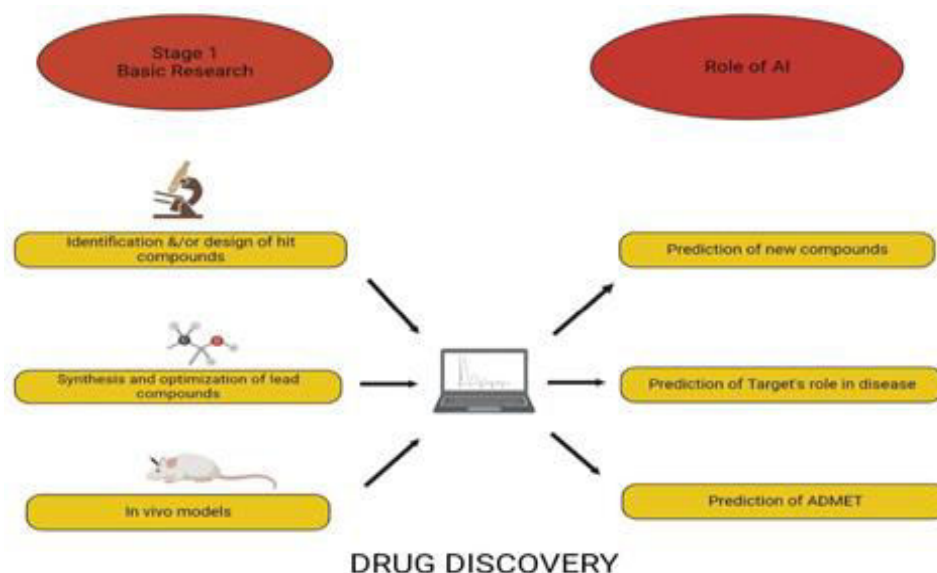 Stage 1
Basic Research
Role of AI
Identification &/or design of hit
compounds
Prediction of new compounds
Synthesis and optimization of lead
compounds
Prediction of Target's role in disease
In vivo models
Prediction of ADMET
DRUG DISCOVERY